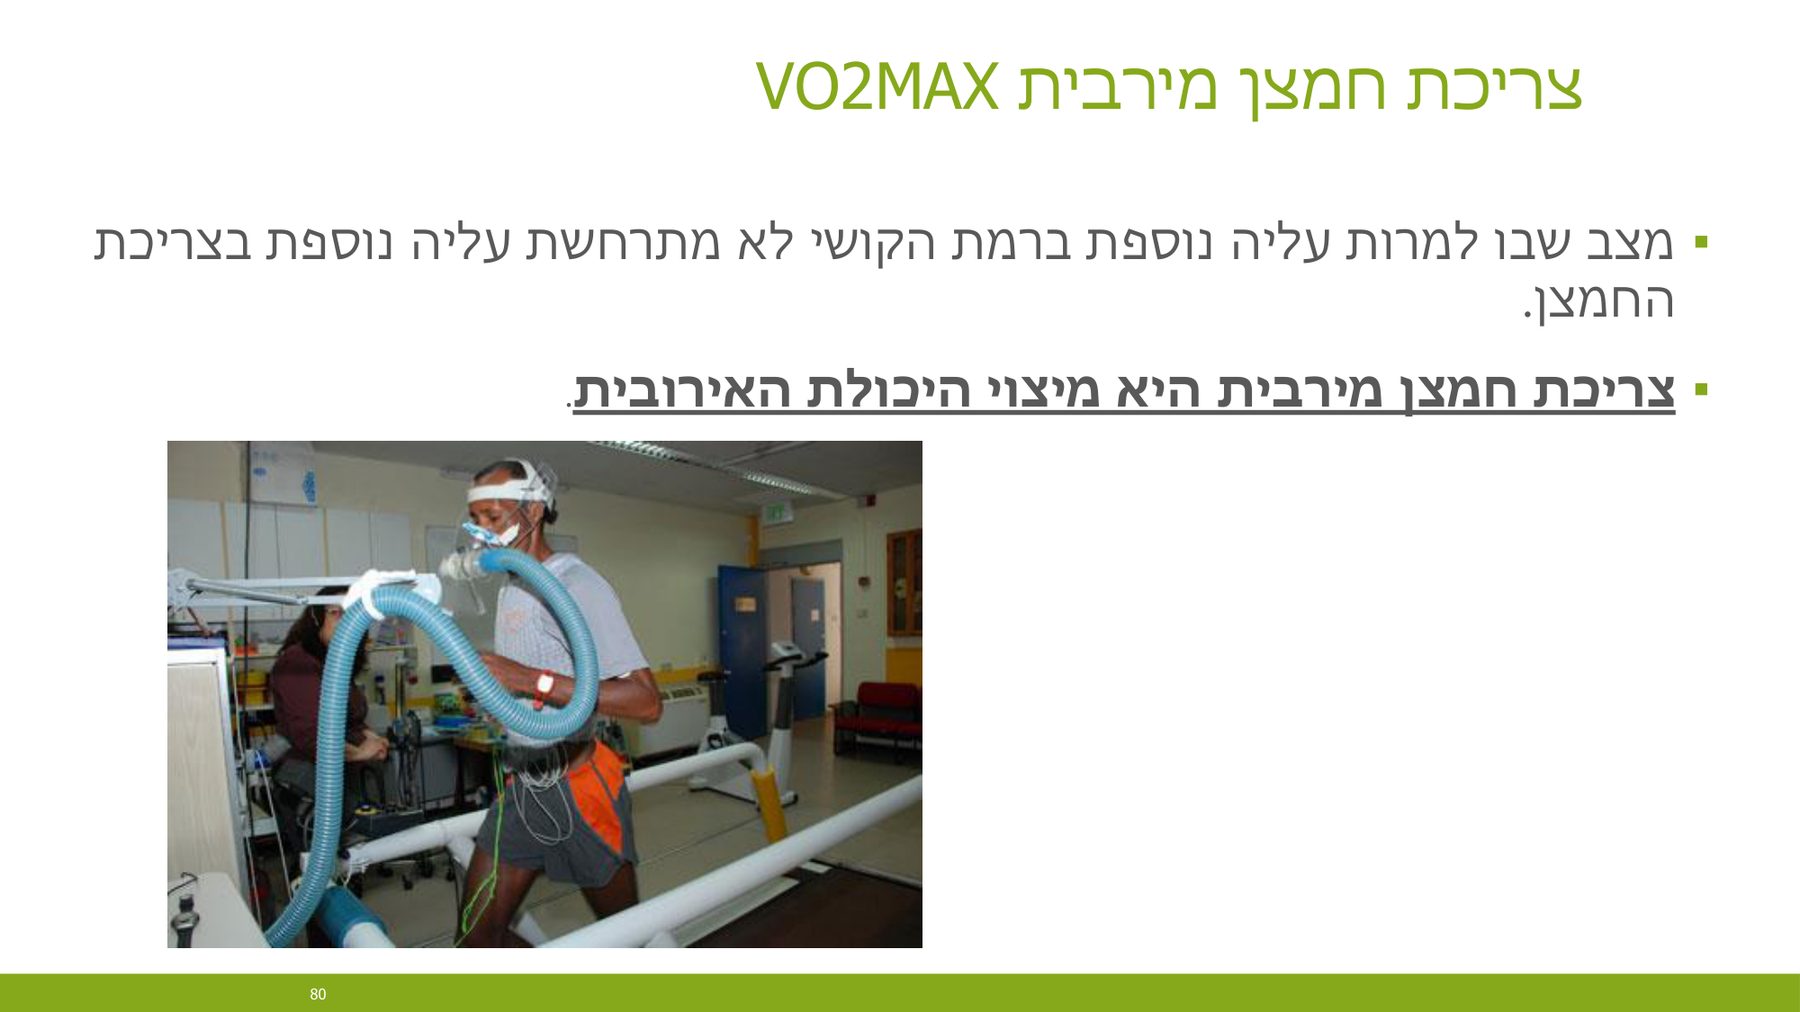 צריכת חמצן מירבית VO2MAX
▪ מצב שבו למרות עליה נוספת ברמת הקושי לא מתרחשת עליה נוספת בצריכת
החמצן.
▪ צריכת חמצן מירבית היא מיצוי היכולת האירובית.
80